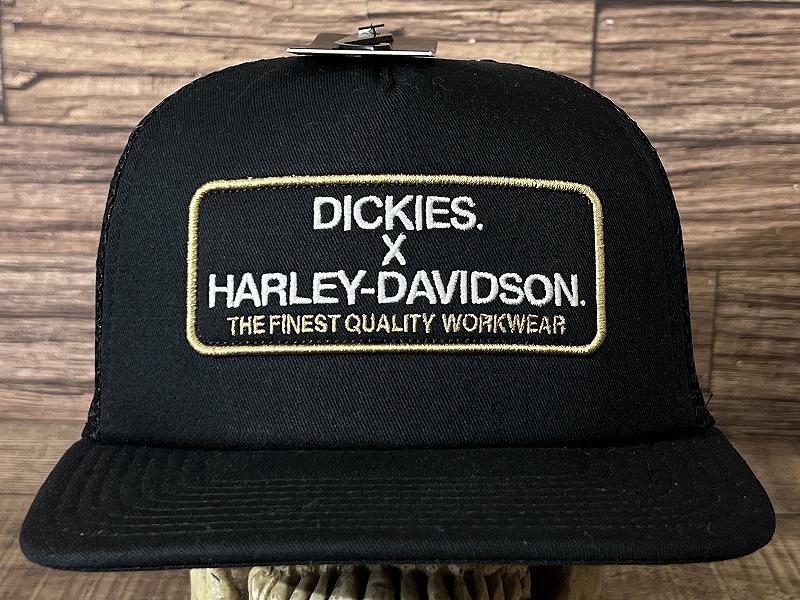 DICKIES.
X
HARLEY-DAVIDSON.
THE FINEST QUALITY WORKWEAR